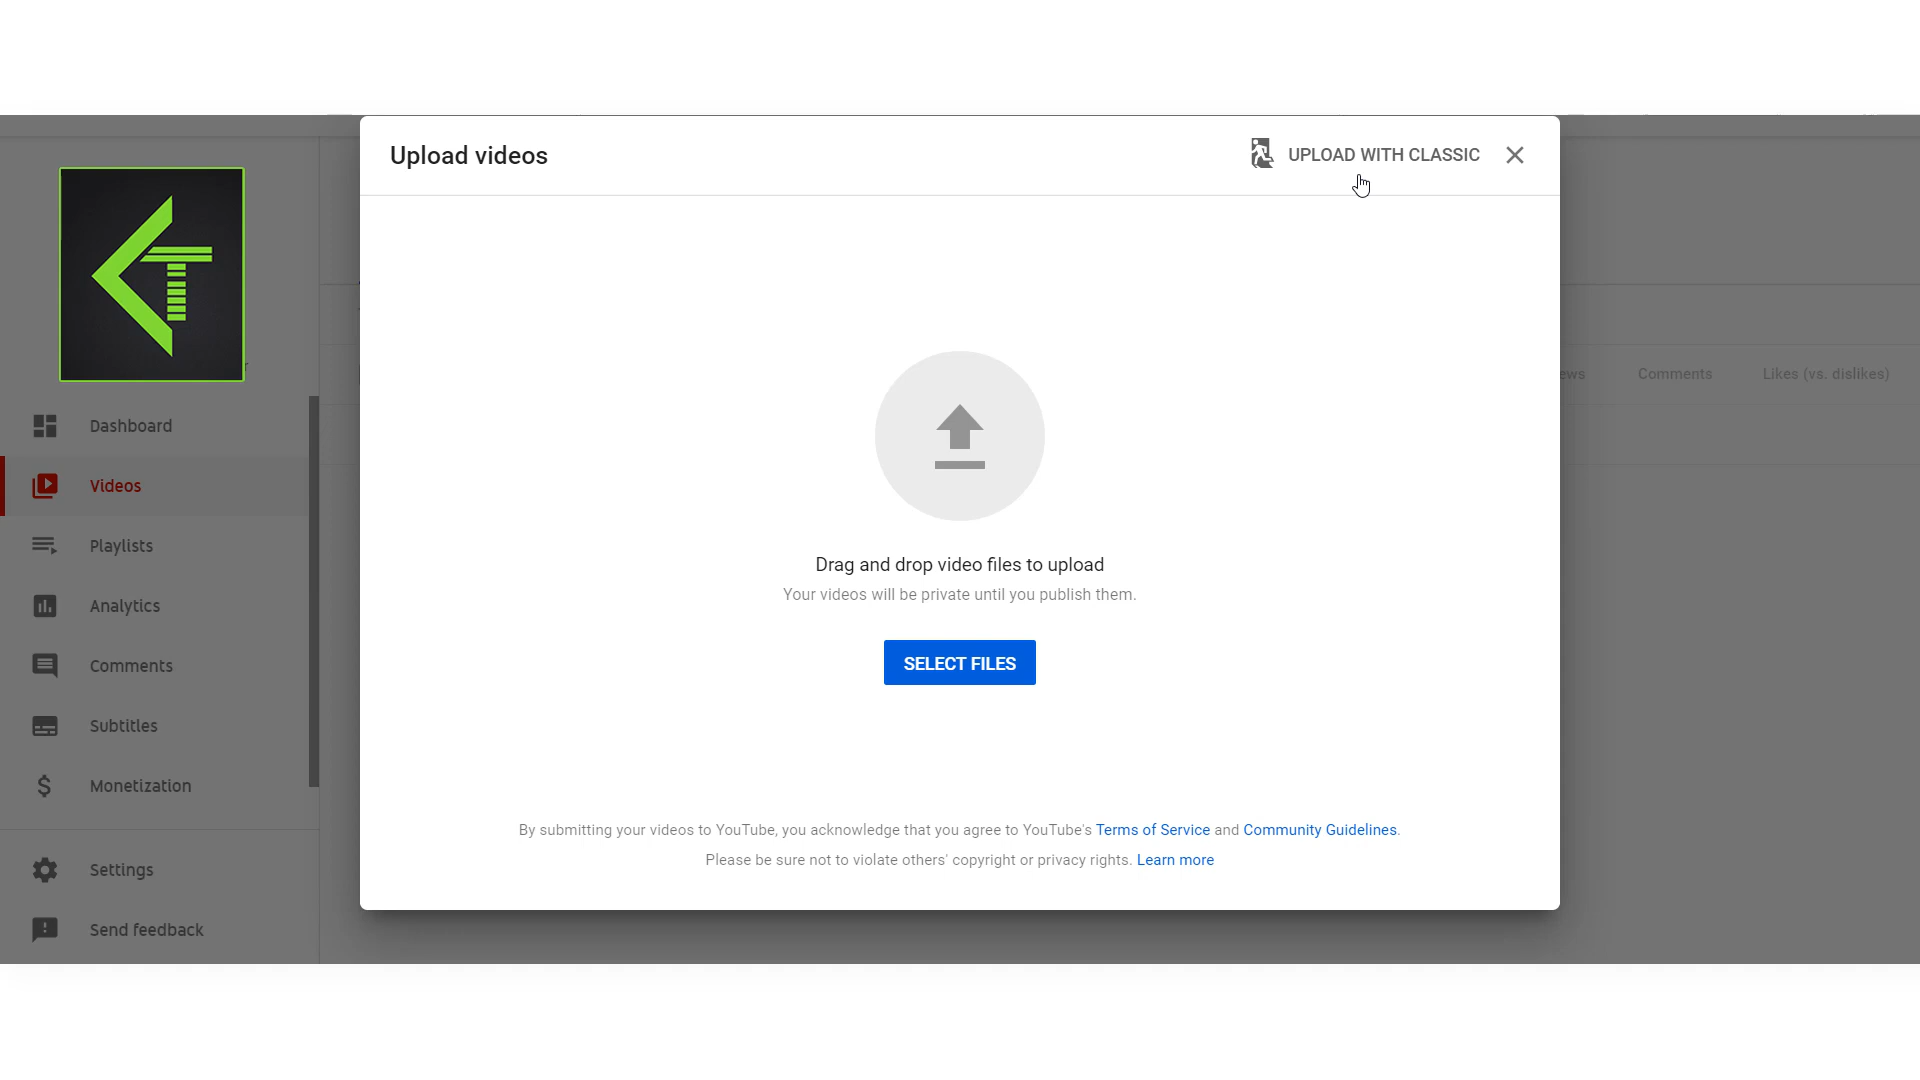 Upload videos
UPLOAD WITH CLASSIC
Dashboard
Videos
Playlists
Analytics
Comments
Subtitles
Monetization
Settings
Send feedback
Comments
Likes (vs. dislikes)
Drag and drop video files to upload
Your videos will be private until you publish them.
SELECT FILES
By submitting your videos to YouTube, you acknowledge that you agree to YouTube's Terms of Service and Community Guidelines.
Please be sure not to violate others' copyright or privacy rights. Learn more